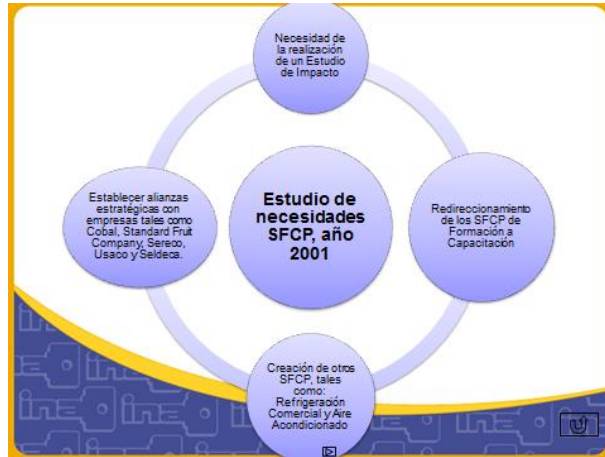 Necesidad de
la realización
de un Estudio
de Impacto
Establecer alianzas
estratégicas con
empresas tales como
Cobal, Standard Fruit
Company, Sereco,
Usaco y Seldeca.
Estudio de
necesidades
SFCP, año
2001
Redireccionamiento
de los SFCP de
Formación a
Capacitación
Creación de otros
SFCP, tales
como:
Refrigeración
Comercial y Aire
Acondicionado